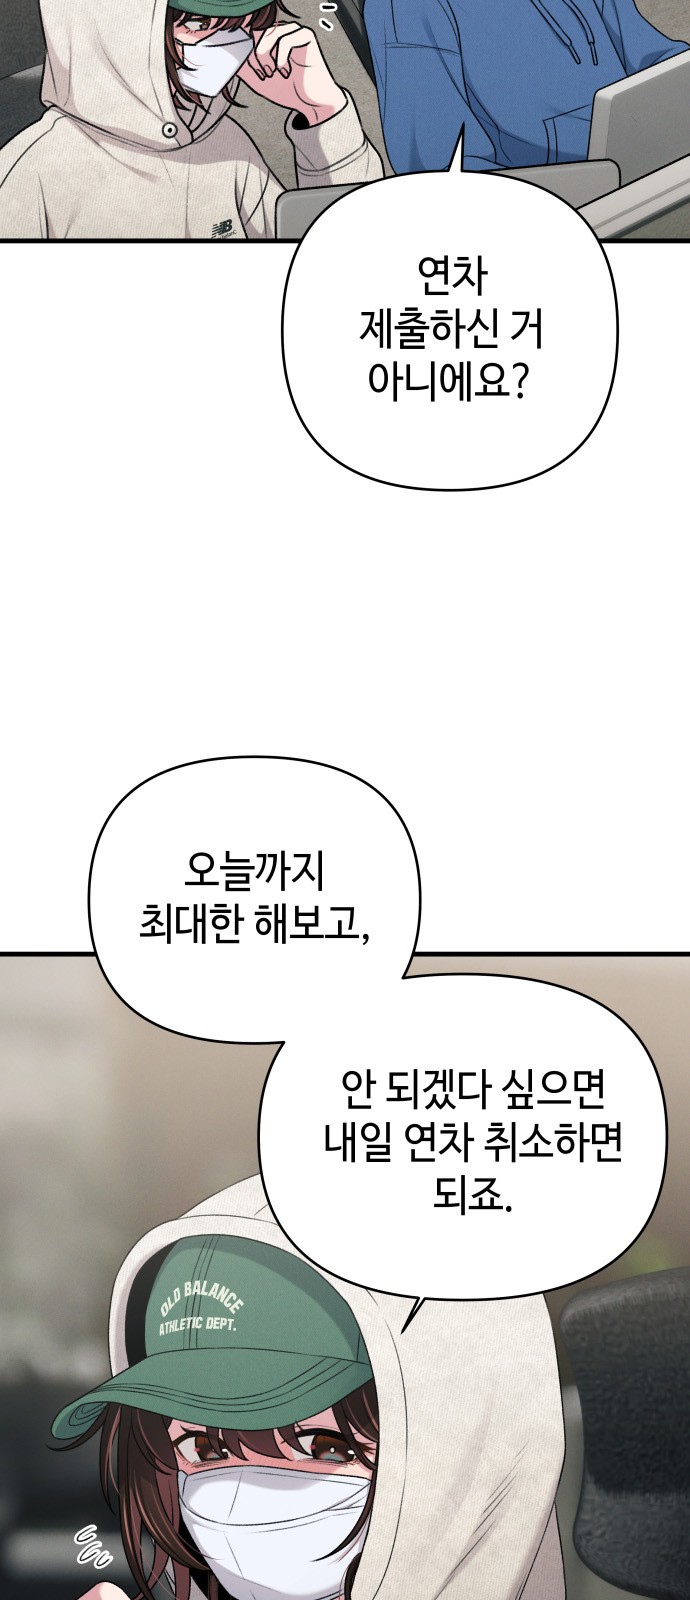 연차
제출하신 거
아니에요?
오늘까지
최대한 해보고,
안 되겠다 싶으면
내일 연차 취소하면
되죠.
OLD BALANCE
ATHLETIC DEPT.